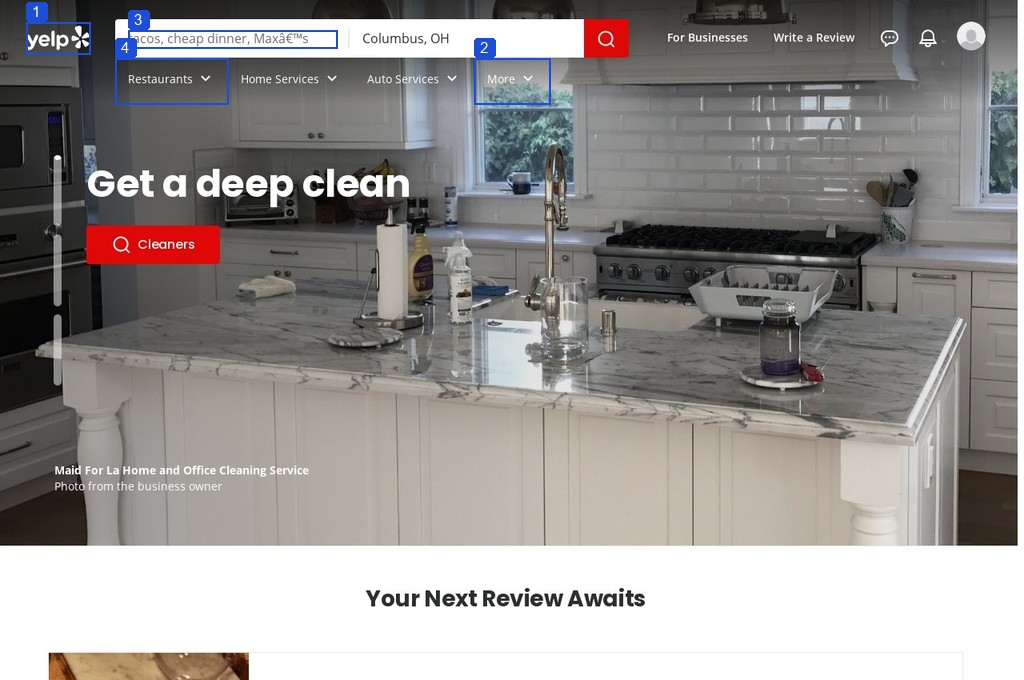 1
yelp
3
tacos, cheap dinner, Maxâ€™s
Columbus, OH
For Businesses
Write a Review
4
2
Restaurants
Home Services
Auto Services
More
Get a deep clean
Cleaners
Maid For La Home and Office Cleaning Service
Photo from the business owner
Your Next Review Awaits